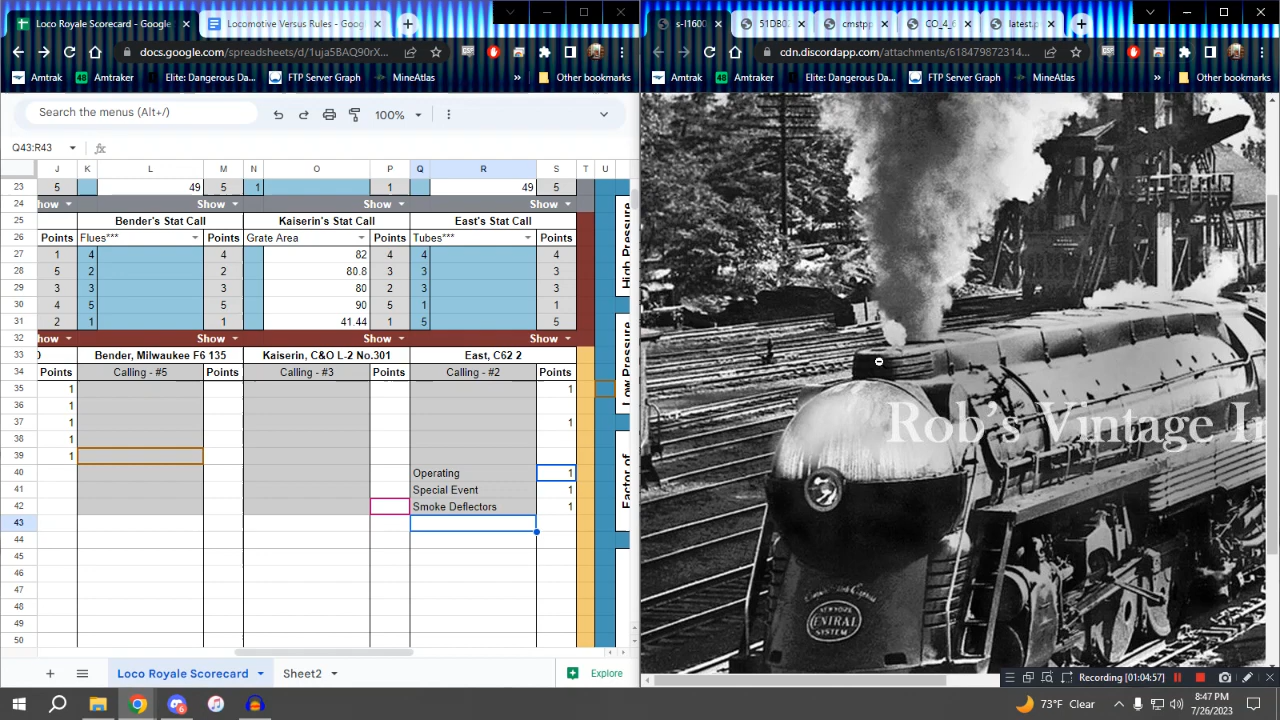 Loco Royale Scorecard - Google
Locomotive Versus Rules - Goog
docs.google.com/spreadsheets/d/1uja5BAQ90rX...
Amtrak
48 Amtraker
Elite: Dangerous Da...
FTP Server Graph
MineAtlas
»
Other bookmarks
Search the menus (Alt+/)
100%
Q43:R43
fx
J K L M N O P Q R S T U
23 5 49 5 1 1 49 5
24 how Show Show Show
25 Bender's Stat Call Kaiserin's Stat Call East's Stat Call
26 Points Flues*** Points Grate Area Points Tubes*** Points
27 1 4 4 82 4 4 4
28 5 2 2 80.8 3 3 3
29 3 3 3 80 2 3 3
30 4 5 5 90 5 1 1
31 2 1 1 41.44 1 5 5
32 how Show Show Show
33 Bender, Milwaukee F6 135 Kaiserin, C&O L-2 No.301 East, C62 2
34 Points Calling - #5 Points Calling - #3 Points Calling - #2 Points
35 1 1
36 1
37 1 1
38 1
39 1
40 Operating 1
41 Special Event 1
42 Smoke Deflectors 1
43
44
45
46
47
48
49
50
High Pressure
Low Pressure
Factor of
Loco Royale Scorecard
Sheet2
Explore
s-l1600
51DB0
cmstpp
CO_4_6
latest.p
cdn.discordapp.com/attachments/618479872314...
Amtrak
48 Amtraker
Elite: Dangerous Da...
FTP Server Graph
MineAtlas
»
Other bookmarks
Rob's Vintage I
NEW YORK
CENTRAL
SYSTEM
Recording [01:04:57]
73°F Clear
8:47 PM
7/26/2023